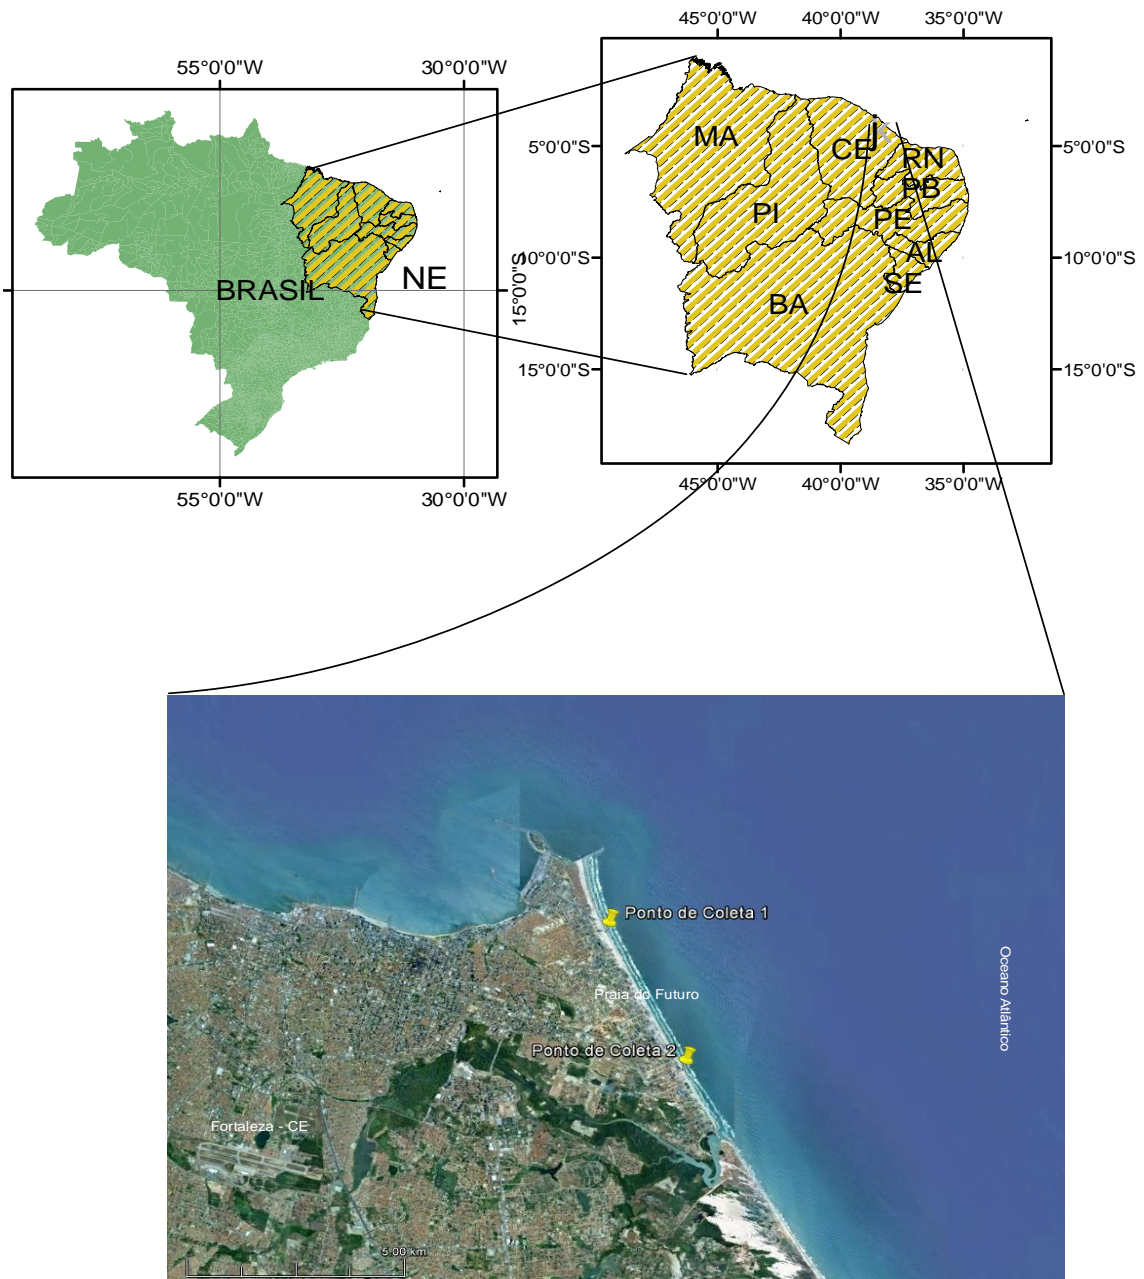 45°0'0"W 40°0'0"W 35°0'0"W
55°0'0"W 30°0'0"W
5°0'0"S
MA
CE
RN
PB
PI
PE
AL
SE
BA
5°0'0"S
10°0'0"S
10°0'0"S
15°0'0"S
15°0'0"S
BRASIL
NE
15°0'0"S
55°0'0"W 30°0'0"W
45°0'0"W 40°0'0"W 35°0'0"W
Ponto de Coleta 1
Oceano Atlântico
Praia do Futuro
Ponto de Coleta 2
Fortaleza - CE
5.00 km